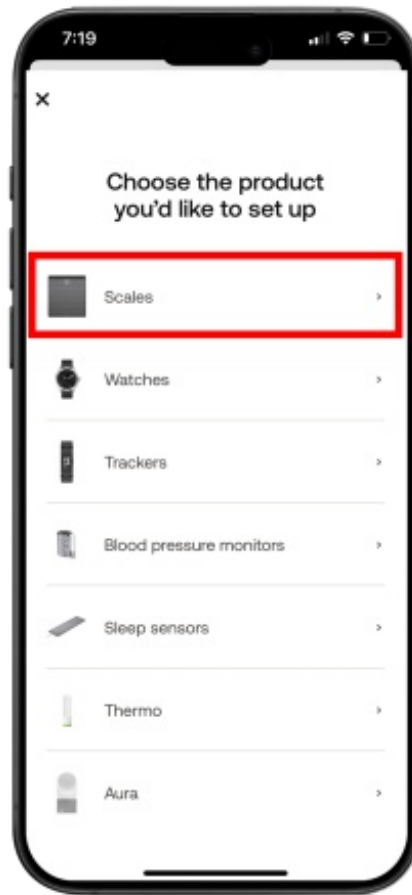 7:19
Choose the product
you'd like to set up
Scales
Watches
Trackers
Blood pressure monitors
Sleep sensors
Thermo
Aura